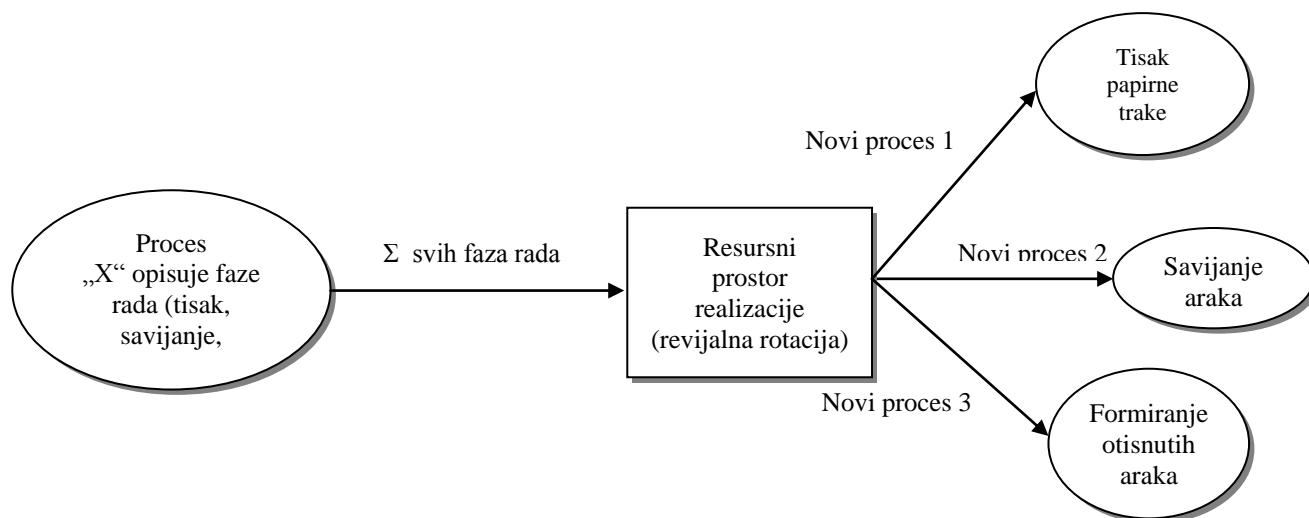 Proces
„X“ opisuje faze
rada (tisak,
savijanje,
Σ svih faza rada
Resursni
prostor
realizacije
(revijalna rotacija)
Novi proces 1
Tisak
papirne
trake
Novi proces 2
Savijanje
araka
Novi proces 3
Formiranje
otisnutih
araka